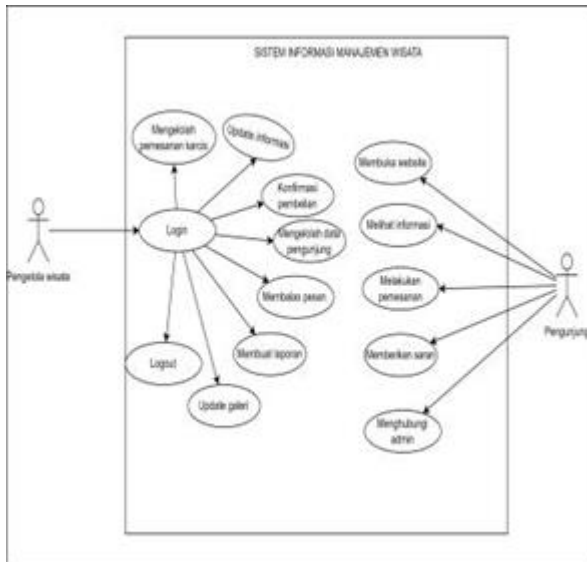 SISTEM INFORMASI MANAJEMEN WISATA
Mengelolah
pemesanan karcis
Update informasi
Konfirmasi
pembelian
Login
Mengelolah data
pengunjung
Membalas pesan
Membuat laporan
Logout
Update galeri
Pengelola wisata
Membuka website
Melihat informasi
Melakukan
pemesanan
Memberikan saran
Menghubungi
admin
Pengunjung